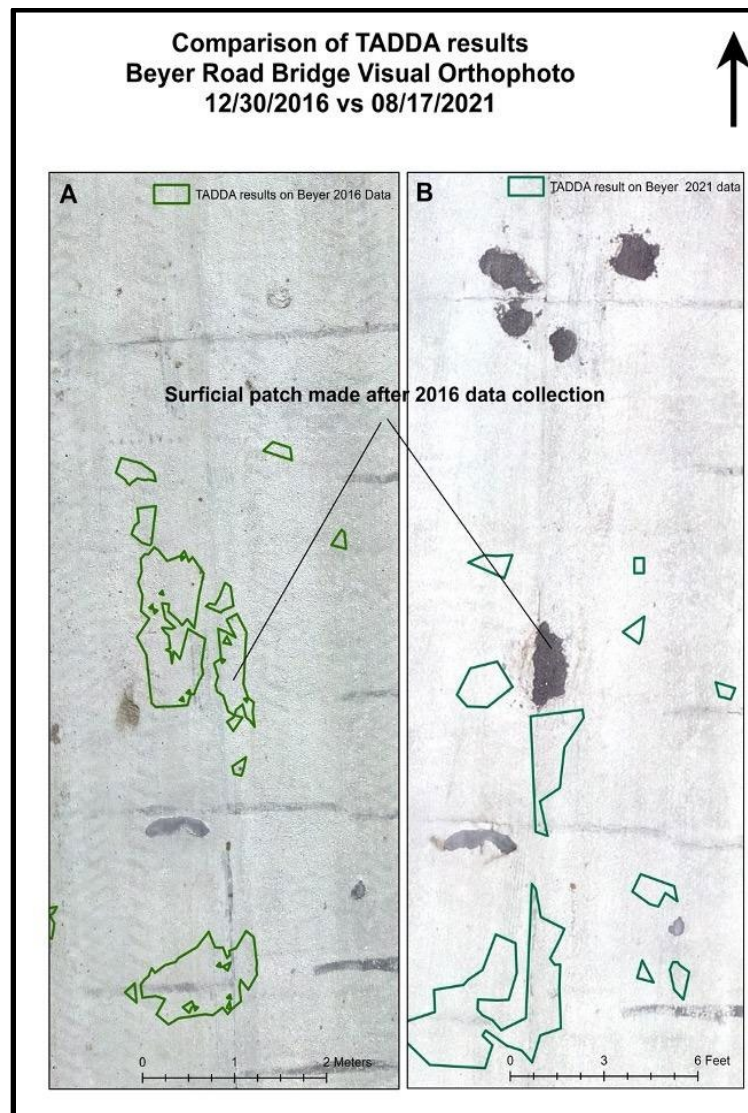 Comparison of TADDA results
Beyer Road Bridge Visual Orthophoto
12/30/2016 vs 08/17/2021
A
TADDA results on Beyer 2016 Data
B
TADDA result on Beyer 2021 data
Surficial patch made after 2016 data collection
0 1 2 Meters
0 3 6 Feet